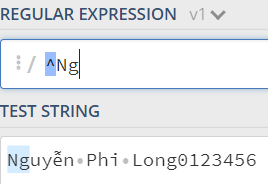 REGULAR EXPRESSION v1
/ ^Ng
TEST STRING
Nguyễn·Phi·Long0123456